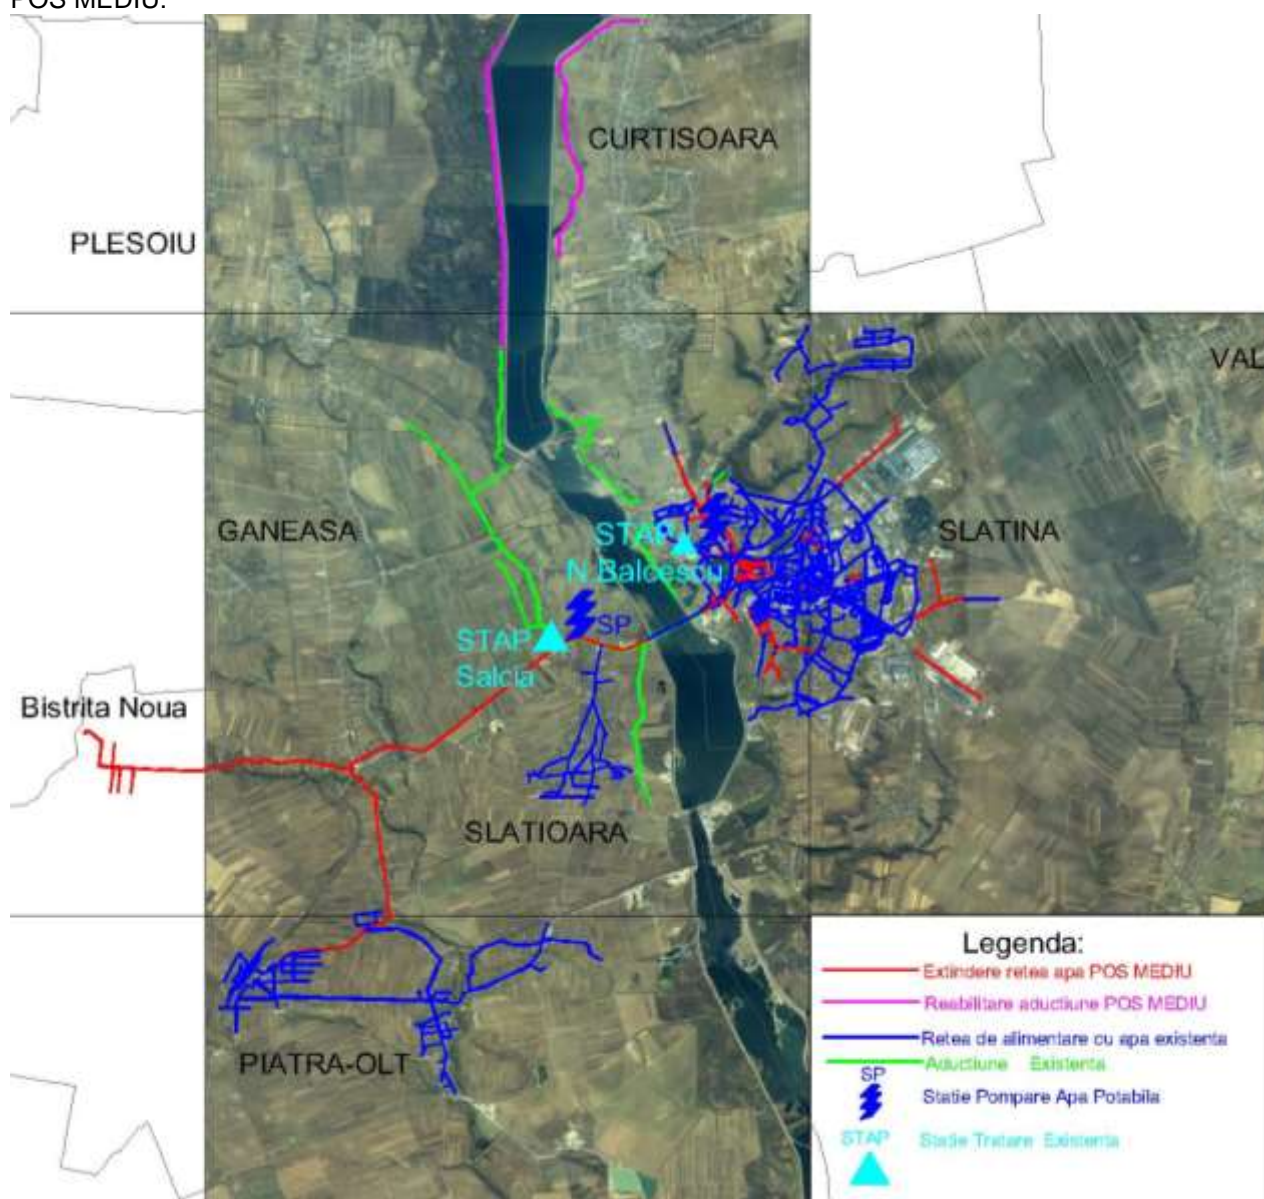 POS MEDIU.
CURTISOARA
PLESOIU
VAL
GANEASA
STAP
N.Balcescu
SLATINA
SP
STAP
Salcia
Bistrita Noua
SLATIOARA
PIATRA-OLT
Legenda:
Extindere retea apa POS MEDIU
Reabilitare aductiune POS MEDIU
Retea de alimentare cu apa existenta
Aductiune Existenta
SP
Statie Pompare Apa Potabila
STAP
Statie Tratare Existenta